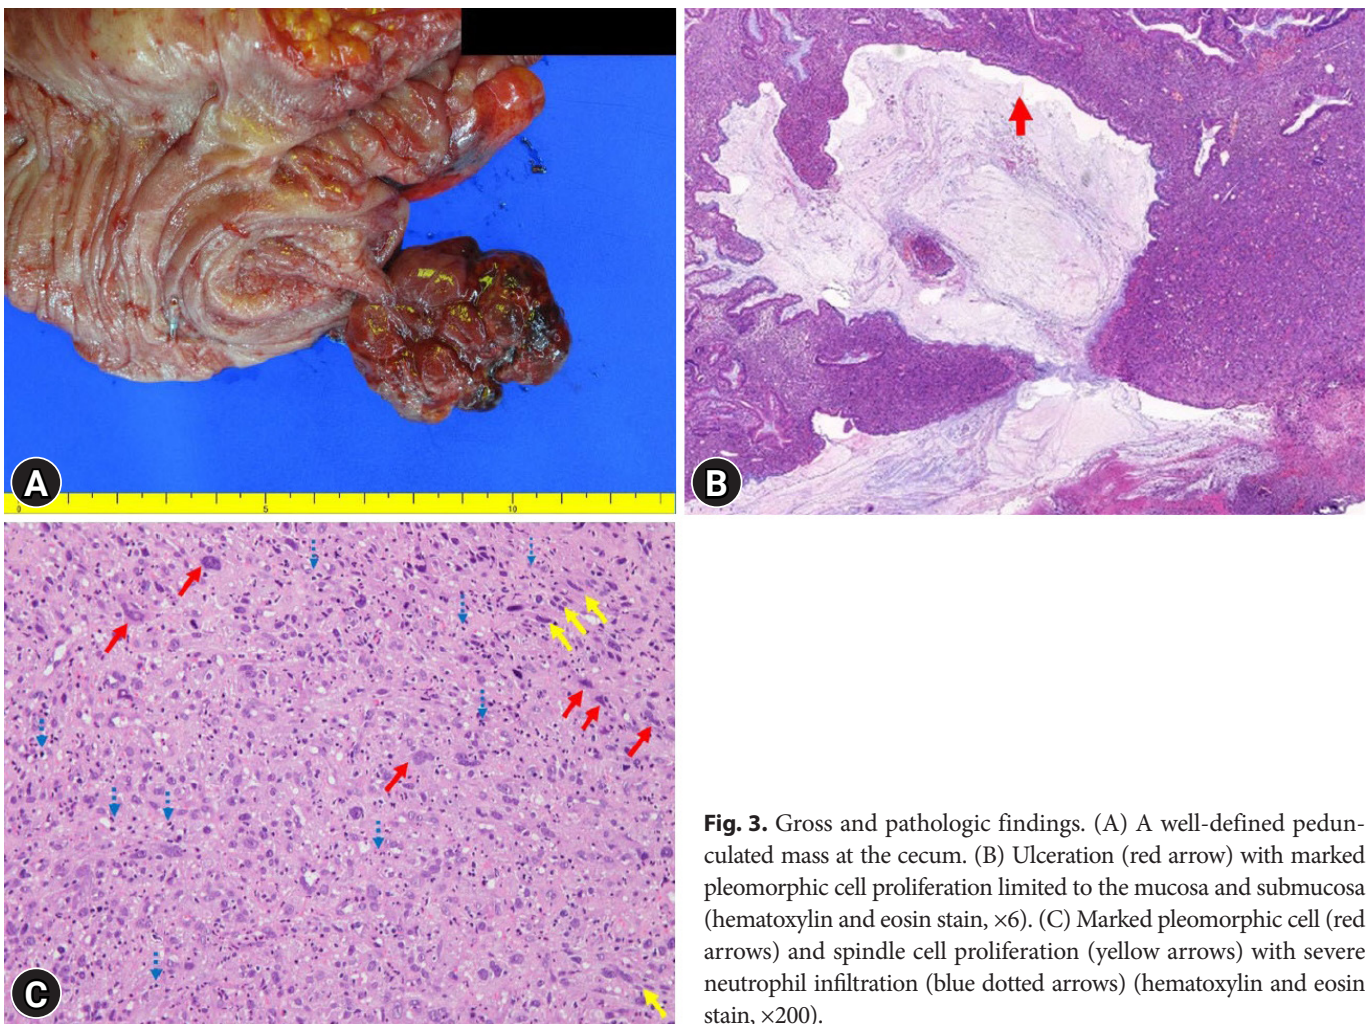 A
0 5 10
B
C
Fig. 3. Gross and pathologic findings. (A) A well-defined pedun-
culated mass at the cecum. (B) Ulceration (red arrow) with marked
pleomorphic cell proliferation limited to the mucosa and submucosa
(hematoxylin and eosin stain, ×6). (C) Marked pleomorphic cell (red
arrows) and spindle cell proliferation (yellow arrows) with severe
neutrophil infiltration (blue dotted arrows) (hematoxylin and eosin
stain, ×200).